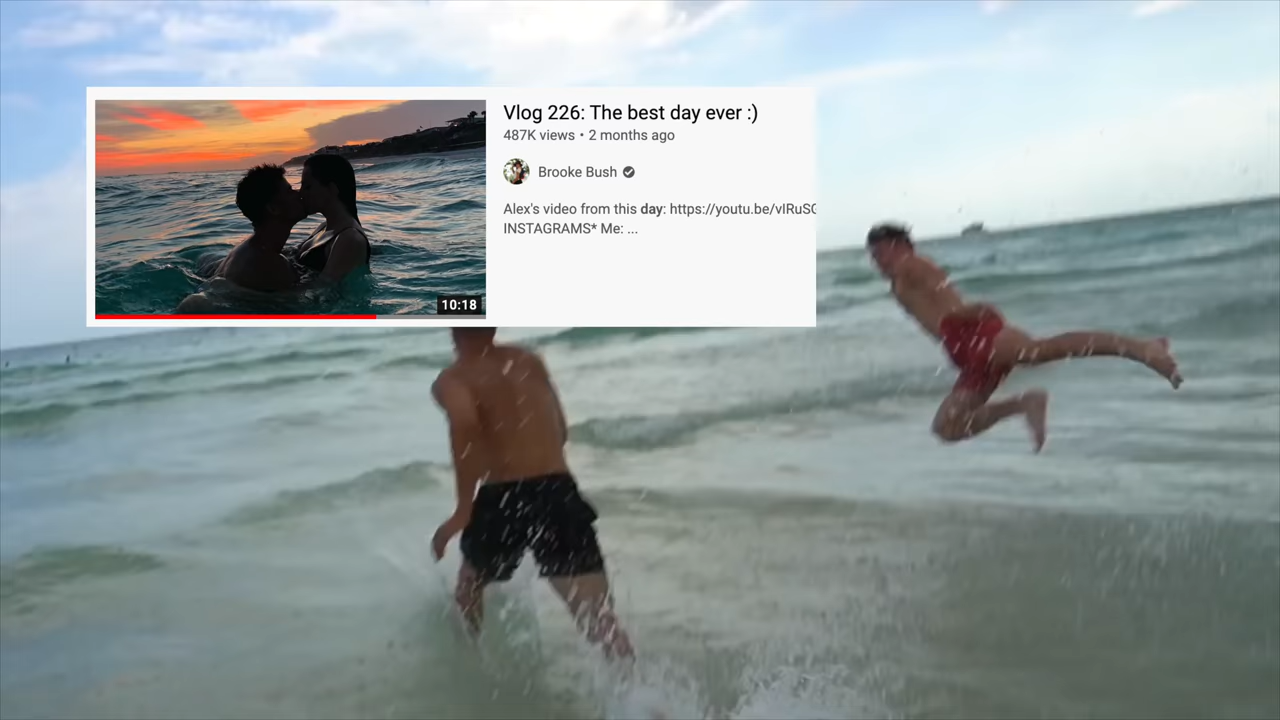 Vlog 226: The best day ever :)
487K views • 2 months ago
Brooke Bush
Alex's video from this day: https://youtu.be/vIRuS
INSTAGRAMS* Me: ...
10:18